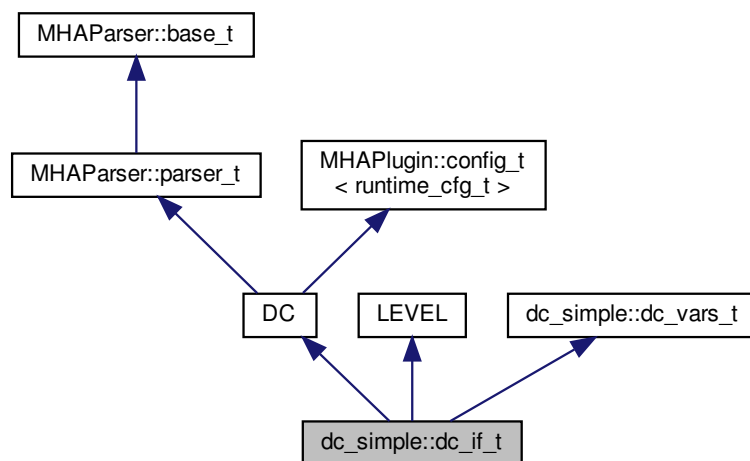 MHAParser::base_t
MHAParser::parser_t
MHAPlugin::config_t
< runtime_cfg_t >
DC
LEVEL
dc_simple::dc_vars_t
dc_simple::dc_if_t